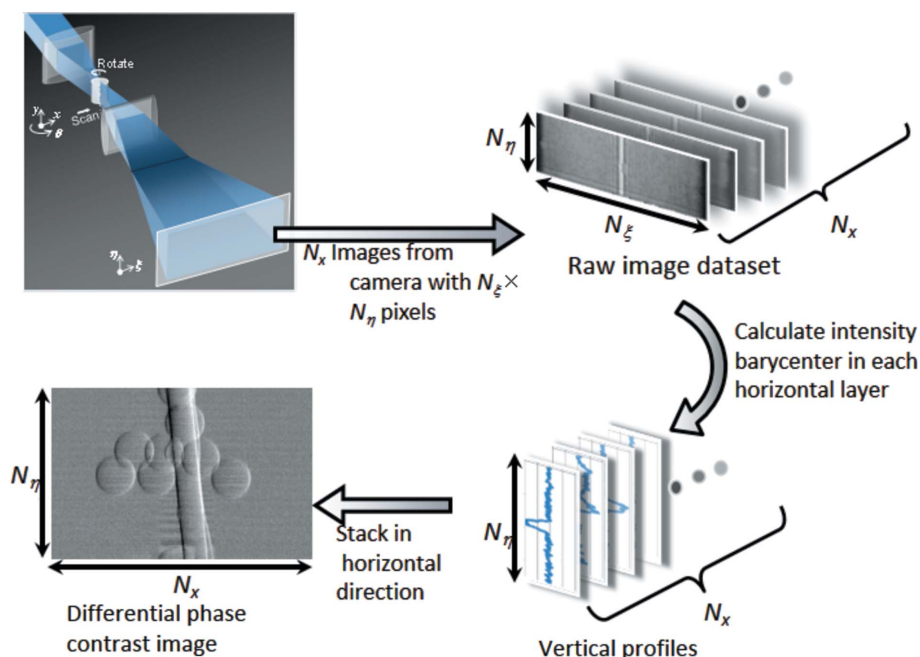 Rotate
y
x
θ
Scan
η
ξ
Nη
Nξ
Nx
Nx Images from
camera with Nξ×
Nη pixels
Raw image dataset
Calculate intensity
barycenter in each
horizontal layer
Nη
Nx
Vertical profiles
Stack in
horizontal
direction
Nη
Nx
Differential phase
contrast image